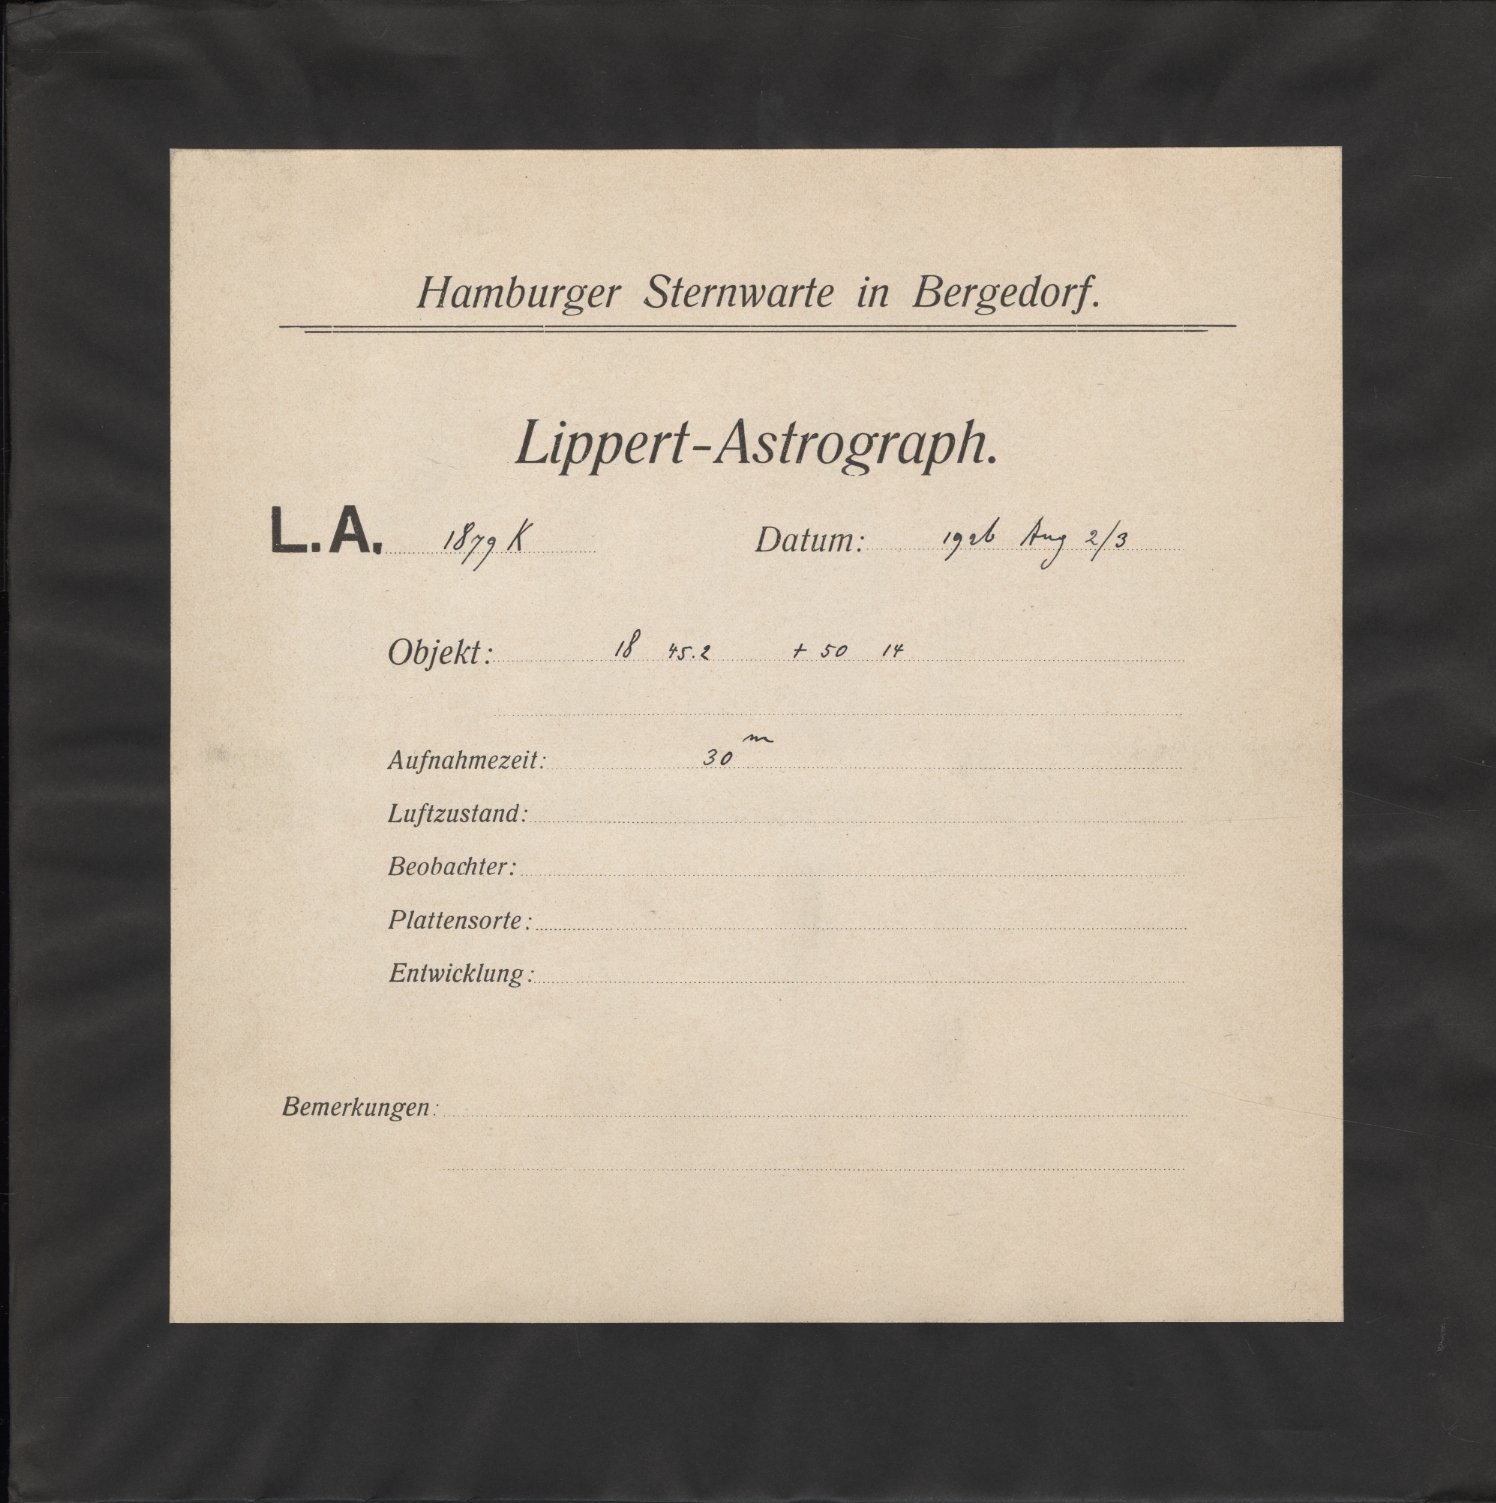 Hamburger Sternwarte in Bergedorf.
Lippert-Astrograph.
L.A. 1879 K Datum: 1926 Aug 2/3
Objekt: 18 45.2 + 50 14
Aufnahmezeit: 30 m
Luftzustand:
Beobachter:
Plattensorte:
Entwicklung:
Bemerkungen: